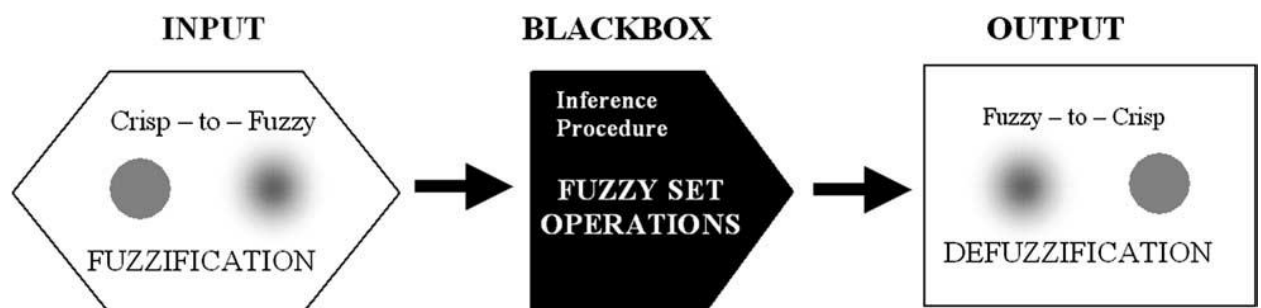 INPUT
Crisp – to – Fuzzy
FUZZIFICATION
BLACKBOX
Inference
Procedure
FUZZY SET
OPERATIONS
OUTPUT
Fuzzy – to – Crisp
DEFUZZIFICATION